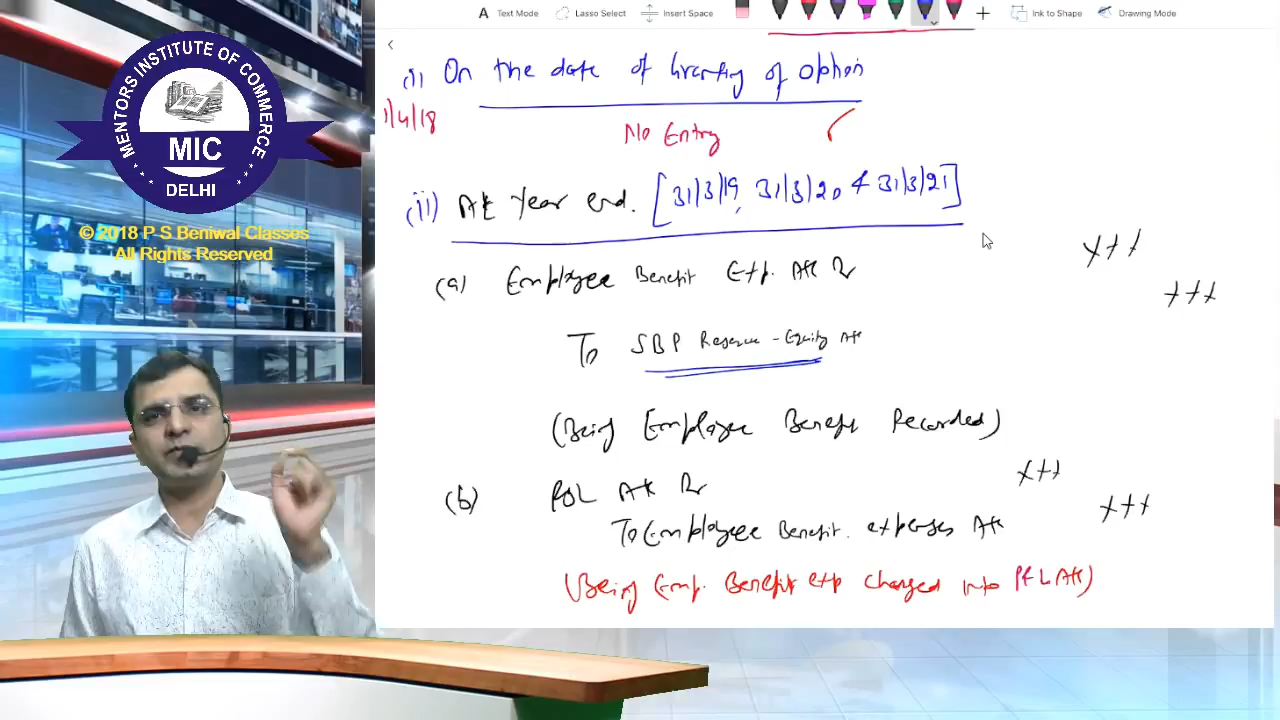 Text Mode Lasso Select Insert Space Ink to Shape Drawing Mode
MENTORS INSTITUTE OF COMMERCE
MIC
DELHI
© 2018 P S Beniwal Classes
All Rights Reserved
(i) On the date of Granting of Option
1/4/18
No Entry
(ii) At Year end. [31/3/19, 31/3/20 & 31/3/21]
(a) Employee Benefit Exp. A/c Dr xxx
To SBP Reserve - Equity A/c xxx
(Being Employee Benefit Recorded)
(b) P&L A/c Dr xxx
To Employee Benefit. expenses A/c xxx
(Being Emp. Benefit exp charged into P&L A/c)